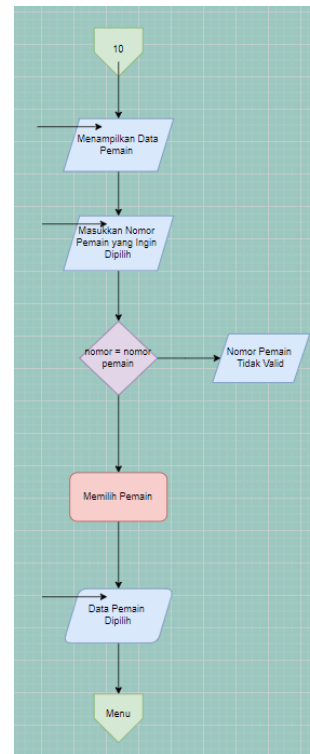 10
Menampilkan Data
Pemain
Masukkan Nomor
Pemain yang Ingin
Dipilih
nomor = nomor
pemain
Nomor Pemain
Tidak Valid
Memilih Pemain
Data Pemain
Dipilih
Menu